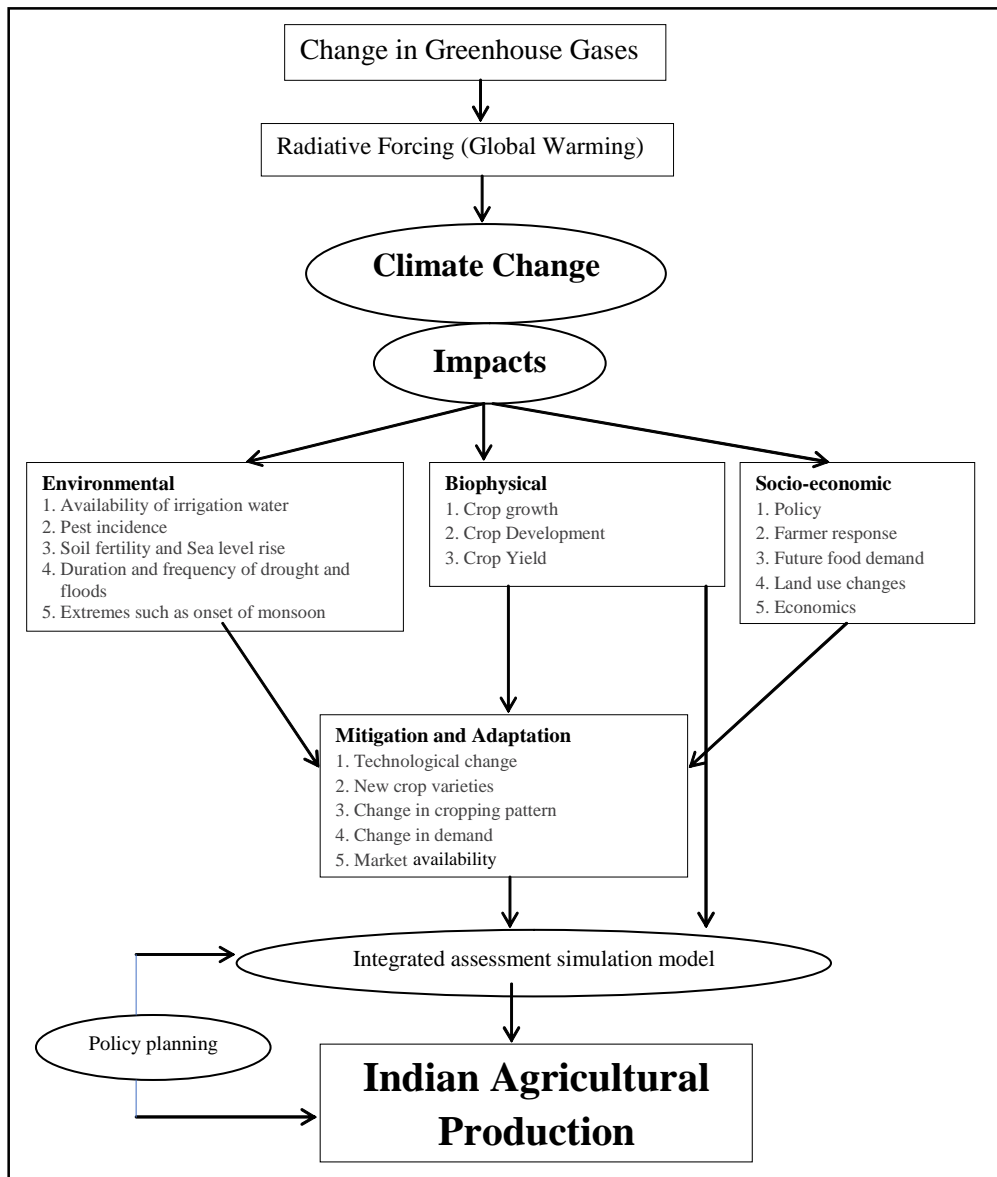 Change in Greenhouse Gases
Radiative Forcing (Global Warming)
Climate Change
Impacts
Environmental
1. Availability of irrigation water
2. Pest incidence
3. Soil fertility and Sea level rise
4. Duration and frequency of drought and
floods
5. Extremes such as onset of monsoon
Biophysical
1. Crop growth
2. Crop Development
3. Crop Yield
Socio-economic
1. Policy
2. Farmer response
3. Future food demand
4. Land use changes
5. Economics
Mitigation and Adaptation
1. Technological change
2. New crop varieties
3. Change in cropping pattern
4. Change in demand
5. Market availability
Integrated assessment simulation model
Policy planning
Indian Agricultural
Production